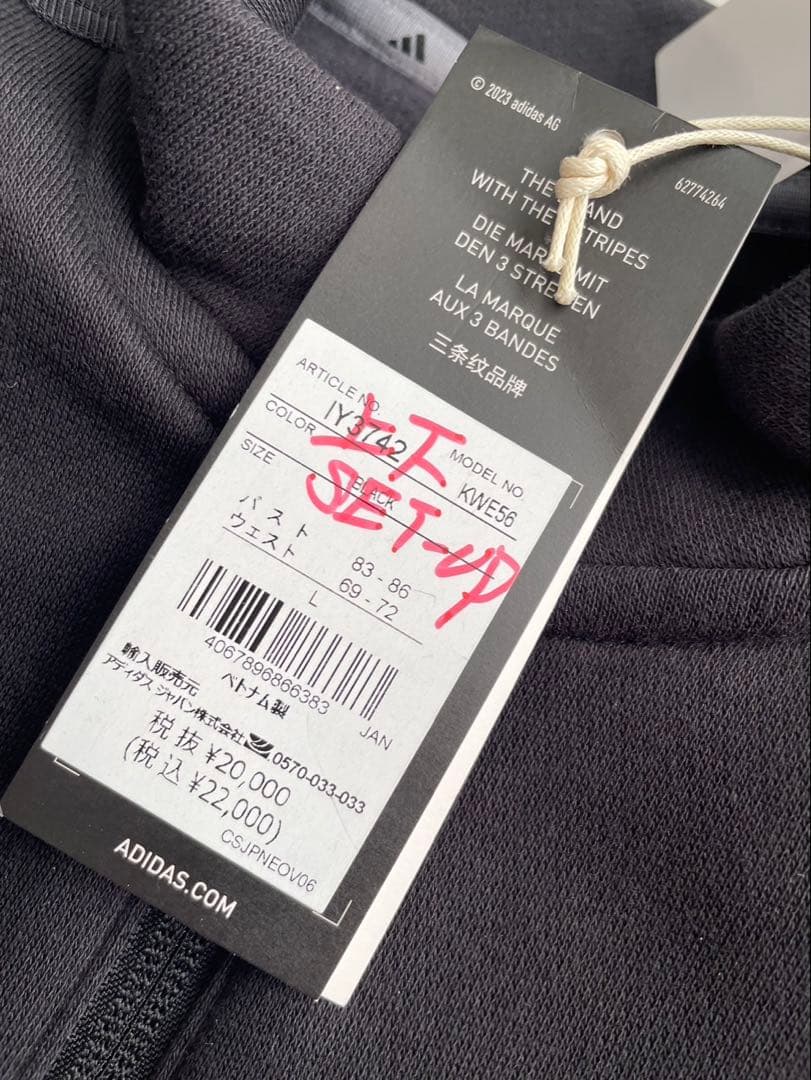 © 2023 adidas AG
62774264
THE BRAND
WITH THE 3 STRIPES
DIE MARKE MIT
DEN 3 STREIFEN
LA MARQUE
AUX 3 BANDES
三条纹品牌
ARTICLE NO.
IY3742
MODEL NO.
KWE56
COLOR
BLACK
SIZE
上下
SET-UP
バスト 83 - 86
ウェスト 69 - 72
L
4067896866383
JAN
ベトナム製
輸入販売元
アディダス ジャパン株式会社 0570-033-033
税抜 ¥20,000
(税込 ¥22,000)
CSJPNEOV06
ADIDAS.COM